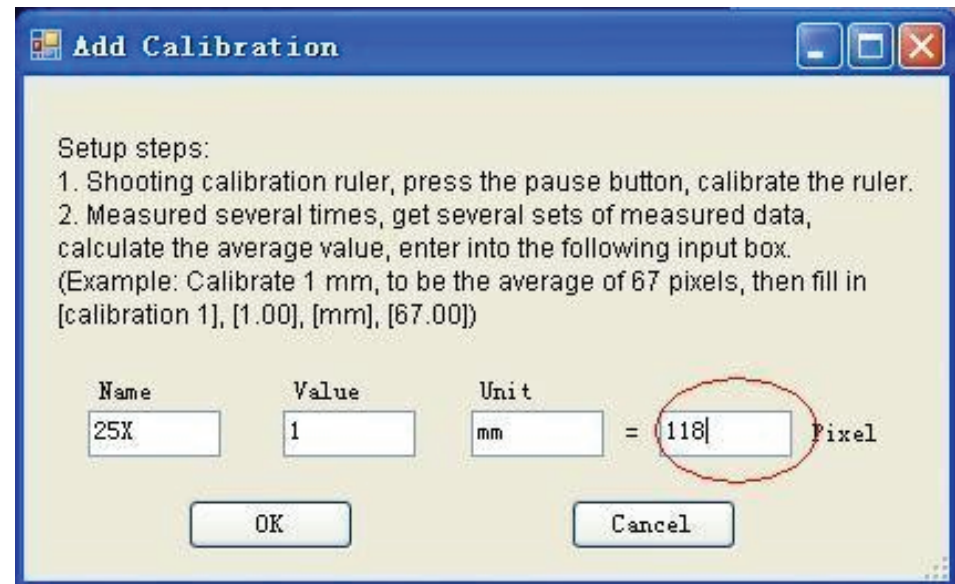 Add Calibration
Setup steps:
1. Shooting calibration ruler, press the pause button, calibrate the ruler.
2. Measured several times, get several sets of measured data,
calculate the average value, enter into the following input box.
(Example: Calibrate 1 mm, to be the average of 67 pixels, then fill in
[calibration 1], [1.00], [mm], [67.00])
Name Value Unit
25X 1 mm = 118 Pixel
OK Cancel